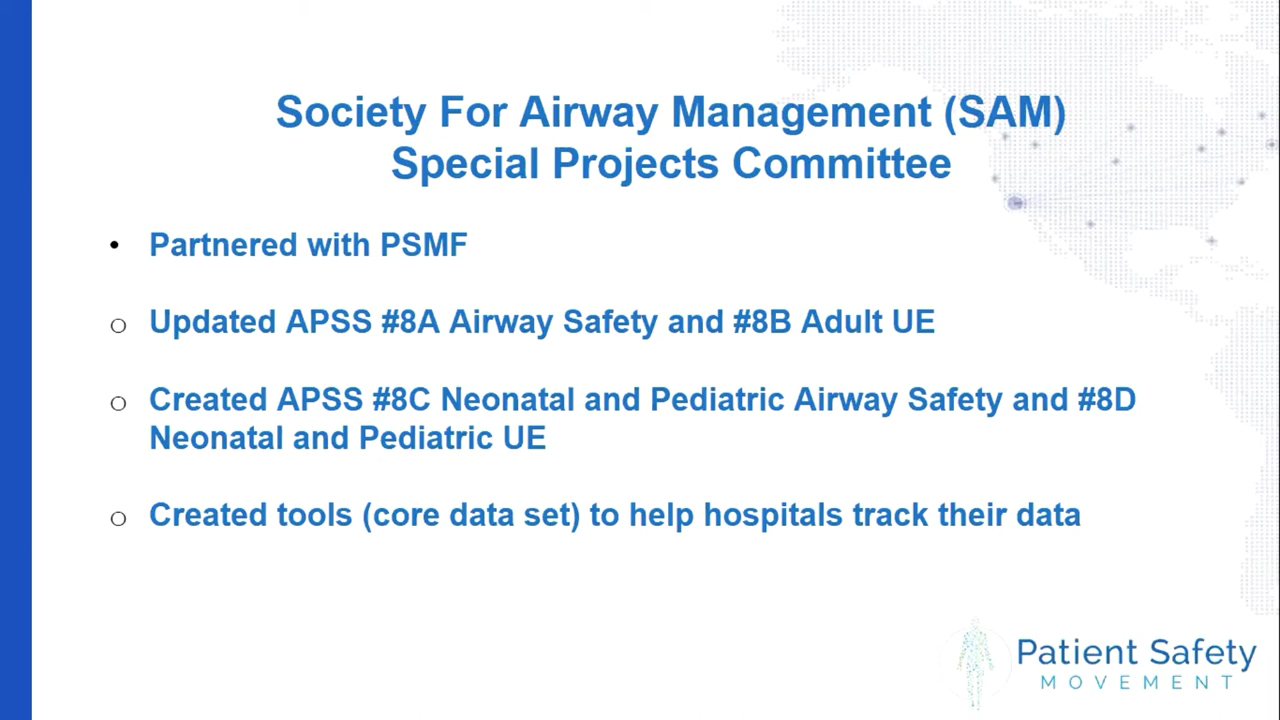 Society For Airway Management (SAM)
Special Projects Committee
• Partnered with PSMF
o Updated APSS #8A Airway Safety and #8B Adult UE
o Created APSS #8C Neonatal and Pediatric Airway Safety and #8D
Neonatal and Pediatric UE
o Created tools (core data set) to help hospitals track their data
Patient Safety
MOVEMENT